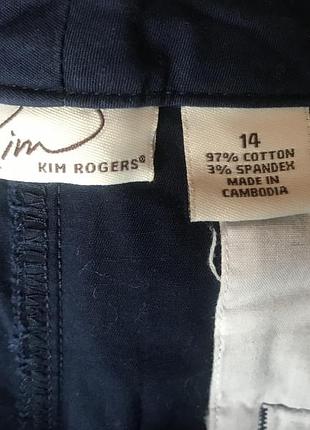 Kim
KIM ROGERS®
14
97% COTTON
3% SPANDEX
MADE IN
CAMBODIA